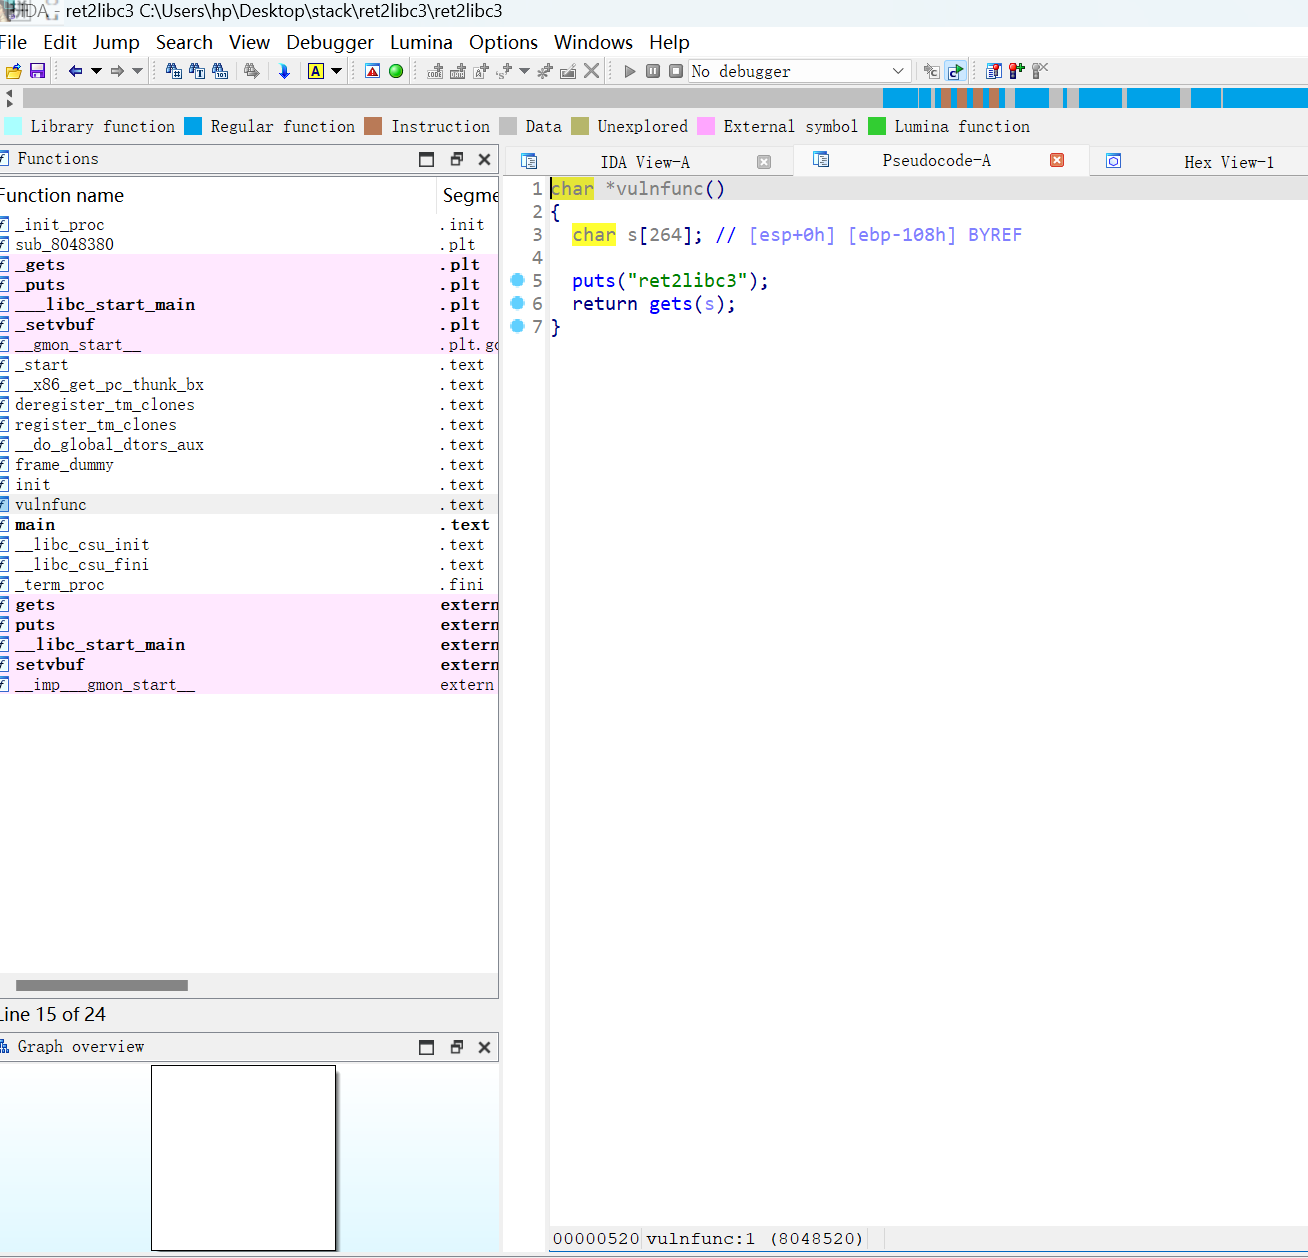 IDA - ret2libc3 C:\Users\hp\Desktop\stack\ret2libc3\ret2libc3
File Edit Jump Search View Debugger Lumina Options Windows Help
No debugger
Library function Regular function Instruction Data Unexplored External symbol Lumina function
Functions
IDA View-A Pseudocode-A Hex View-1
Function name Segme
_init_proc .init
sub_8048380 .plt
_gets .plt
_puts .plt
___libc_start_main .plt
_setvbuf .plt
__gmon_start__ .plt.go
_start .text
__x86_get_pc_thunk_bx .text
deregister_tm_clones .text
register_tm_clones .text
__do_global_dtors_aux .text
frame_dummy .text
init .text
vulnfunc .text
main .text
__libc_csu_init .text
__libc_csu_fini .text
_term_proc .fini
gets extern
puts extern
__libc_start_main extern
setvbuf extern
__imp___gmon_start__ extern
Line 15 of 24
Graph overview
1 char *vulnfunc()
2 {
3 char s[264]; // [esp+0h] [ebp-108h] BYREF
4
5 puts("ret2libc3");
6 return gets(s);
7 }
00000520 vulnfunc:1 (8048520)